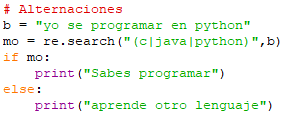 # Alternaciones
b = "yo se programar en python"
mo = re.search("(c|java|python)",b)
if mo:
    print("Sabes programar")
else:
    print("aprende otro lenguaje")